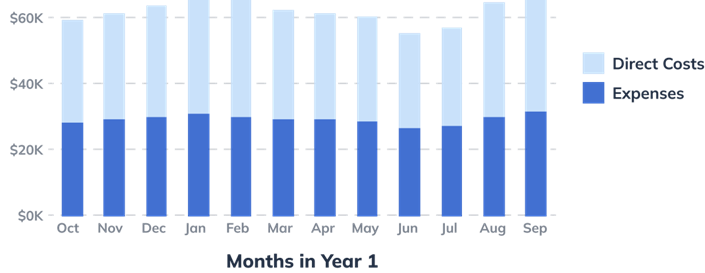 $60K
$40K
$20K
$0K
Oct Nov Dec Jan Feb Mar Apr May Jun Jul Aug Sep
Months in Year 1
Direct Costs
Expenses